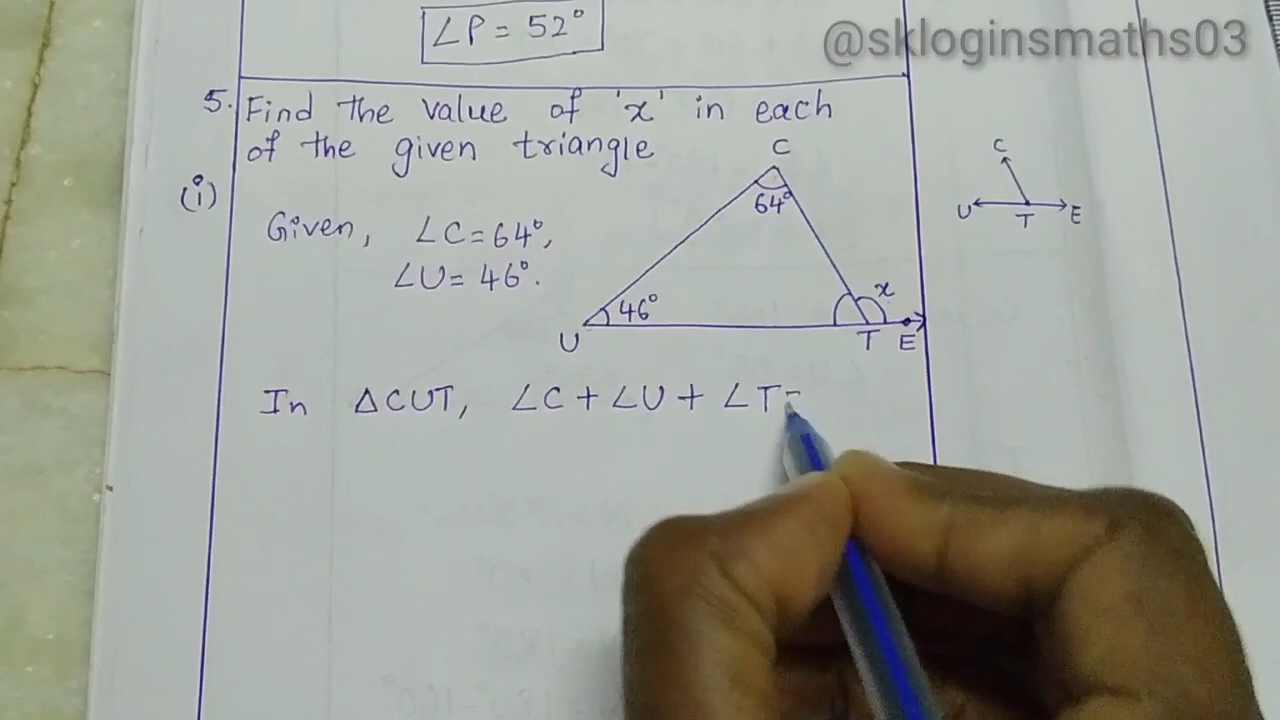 ∠P = 52°
@skloginsmaths03
5. Find the value of 'x' in each
of the given triangle
(i)
Given, ∠C = 64°,
∠U = 46°.
C
64°
46°
x
U
T
E
C
U
T
E
In ΔCUT, ∠C + ∠U + ∠T =